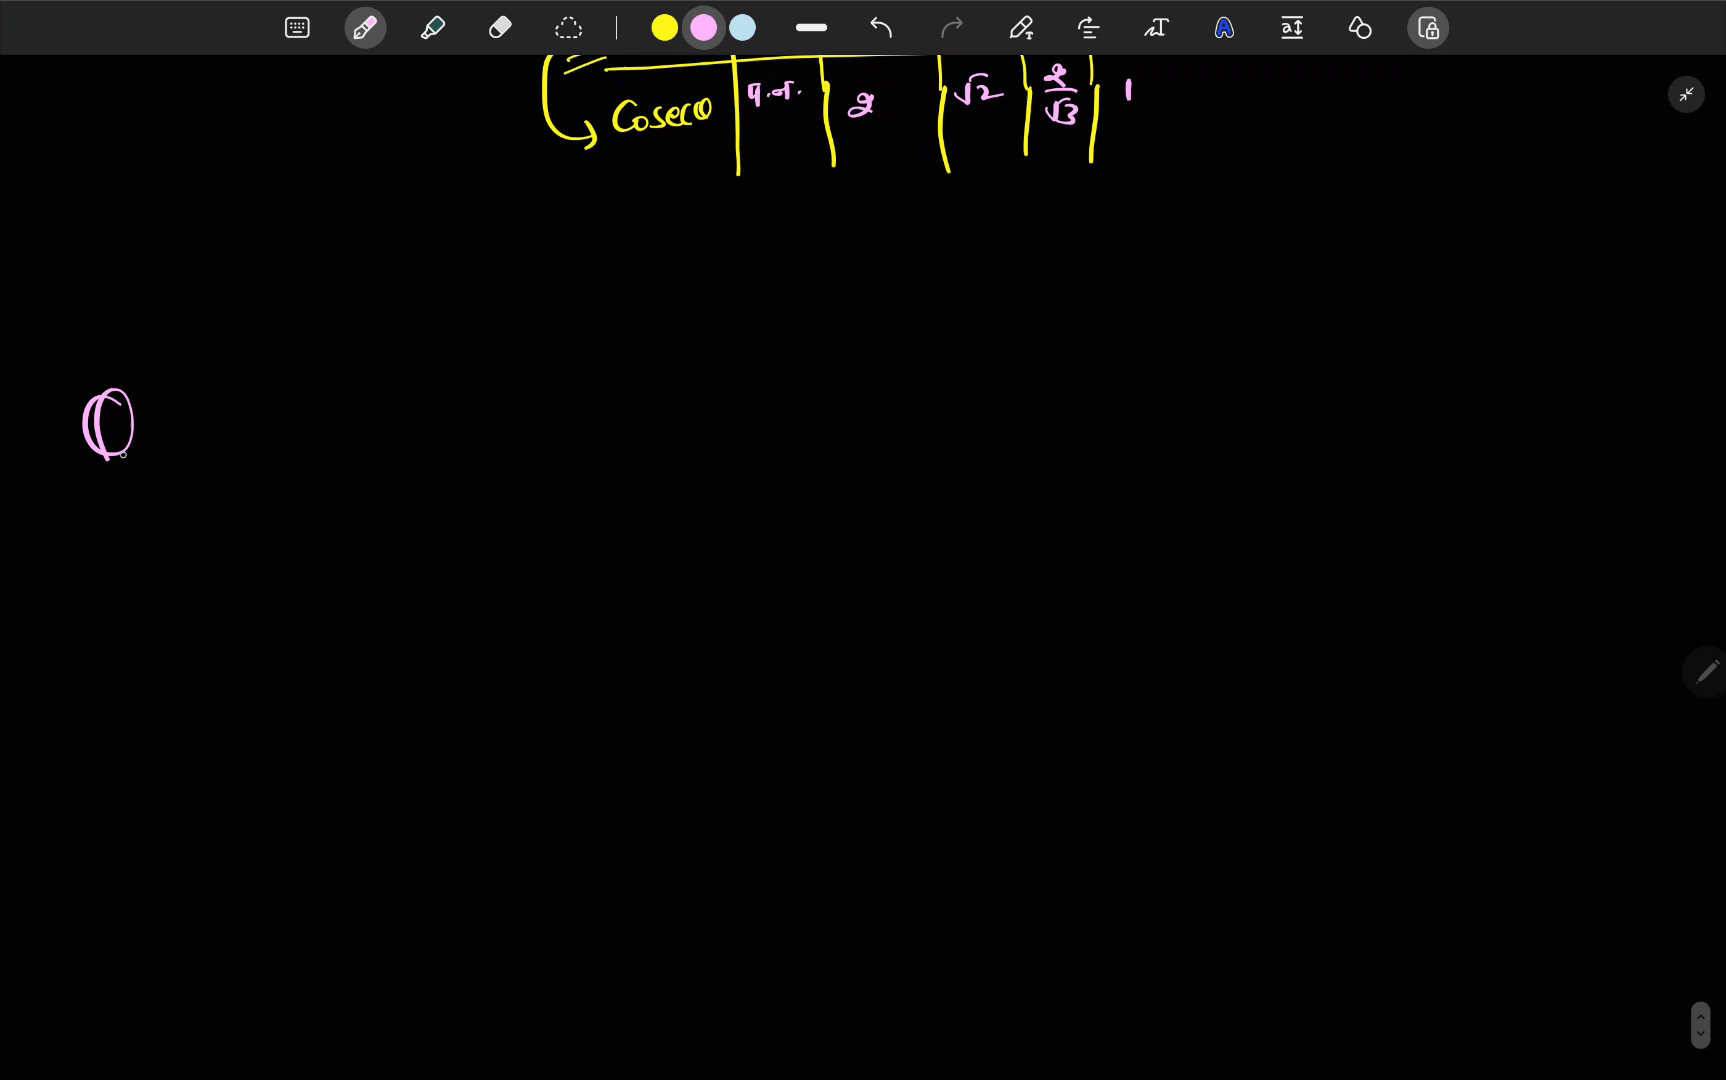 Cosecθ | | 2 | √2 | 2/√3 | 1